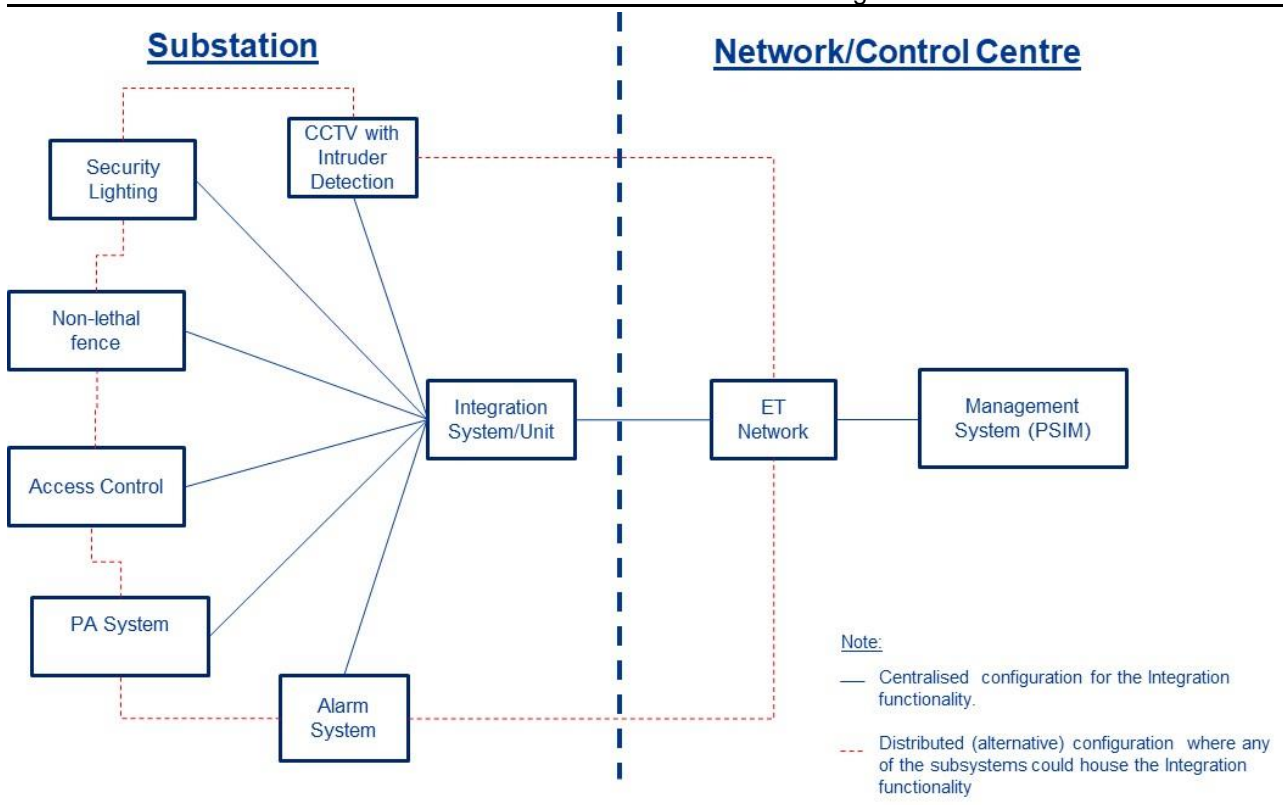 Substation
Network/Control Centre
CCTV with
Intruder
Detection
Security
Lighting
Non-lethal
fence
Integration
System/Unit
ET
Network
Management
System (PSIM)
Access Control
PA System
Alarm
System
Note:
Centralised configuration for the Integration
functionality.
Distributed (alternative) configuration where any
of the subsystems could house the Integration
functionality